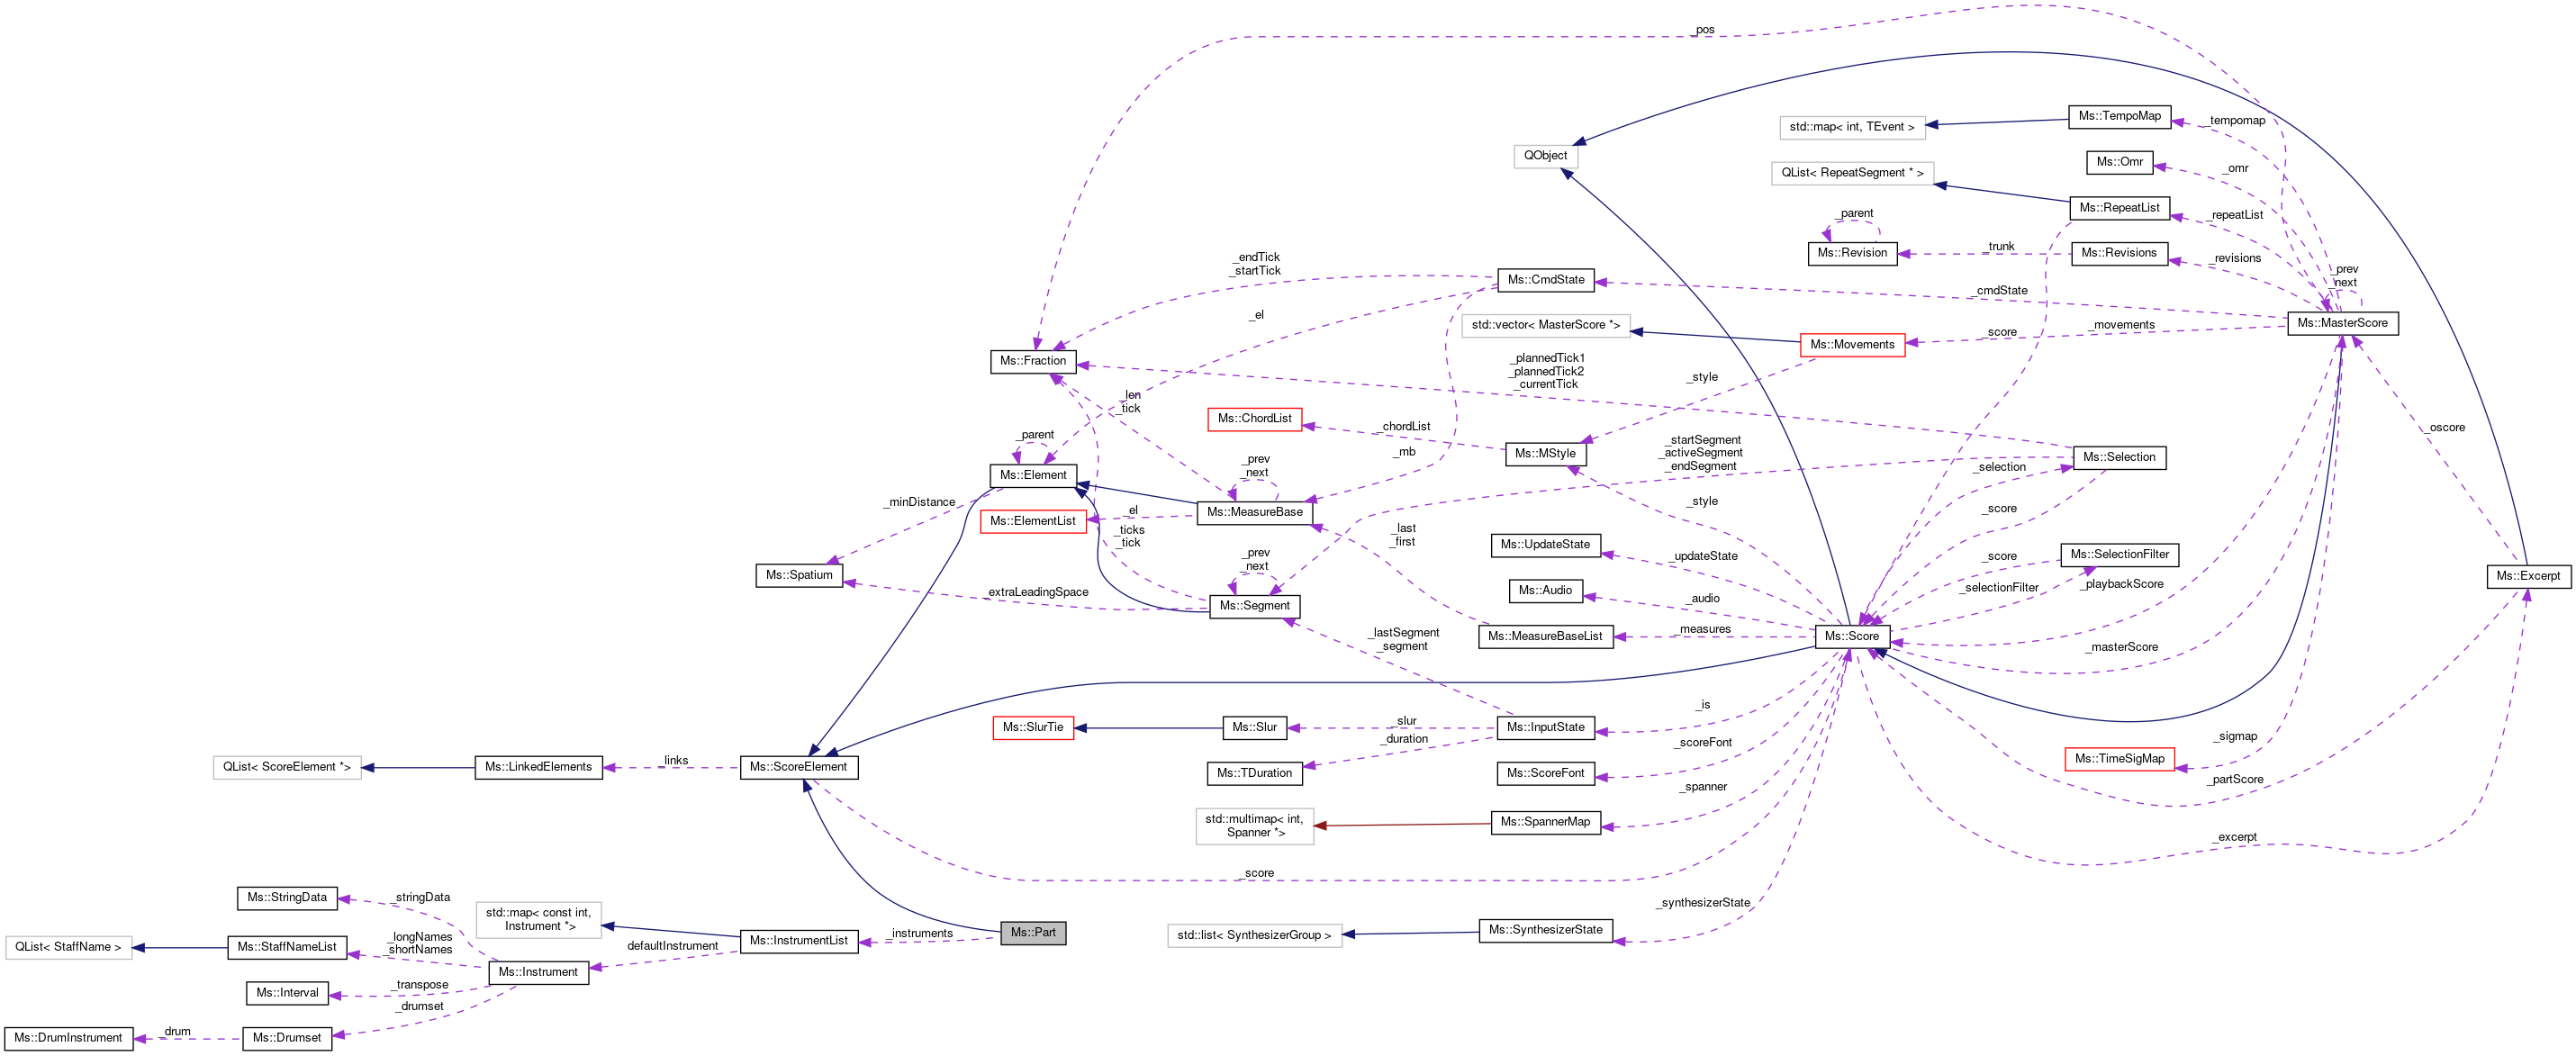 _pos
std::map< int, TEvent >
Ms::TempoMap
_tempomap
QObject
Ms::Omr
_omr
QList< RepeatSegment * >
Ms::RepeatList
_repeatList
_parent
Ms::Revision
_trunk
Ms::Revisions
_revisions
_endTick
_startTick
Ms::CmdState
_cmdState
_prev
_next
_el
std::vector< MasterScore *>
Ms::Movements
_score
_movements
Ms::MasterScore
Ms::Fraction
_plannedTick1
_plannedTick2
_currentTick
_style
_len
_tick
Ms::ChordList
_chordList
_mb
Ms::MStyle
_startSegment
_activeSegment
_endSegment
Ms::Selection
_selection
_oscore
_parent
Ms::Element
_prev
_next
_minDistance
Ms::ElementList
_el
Ms::MeasureBase
_style
_score
_last
_first
_ticks
_tick
Ms::UpdateState
_updateState
Ms::SelectionFilter
_score
_prev
_next
Ms::Spatium
_extraLeadingSpace
Ms::Segment
Ms::Audio
_audio
_selectionFilter
_playbackScore
Ms::Excerpt
_lastSegment
_segment
Ms::MeasureBaseList
_measures
Ms::Score
_masterScore
_is
Ms::SlurTie
Ms::Slur
_slur
_duration
Ms::InputState
_scoreFont
_sigmap
QList< ScoreElement *>
Ms::LinkedElements
_links
Ms::ScoreElement
Ms::TDuration
Ms::ScoreFont
Ms::TimeSigMap
_partScore
_spanner
std::multimap< int,
Spanner *>
Ms::SpannerMap
_excerpt
_score
Ms::StringData
_stringData
std::map< const int,
Instrument *>
_synthesizerState
QList< StaffName >
Ms::StaffNameList
_longNames
_shortNames
defaultInstrument
Ms::InstrumentList
_instruments
Ms::Part
std::list< SynthesizerGroup >
Ms::SynthesizerState
Ms::Instrument
Ms::Interval
_transpose
_drumset
Ms::DrumInstrument
_drum
Ms::Drumset